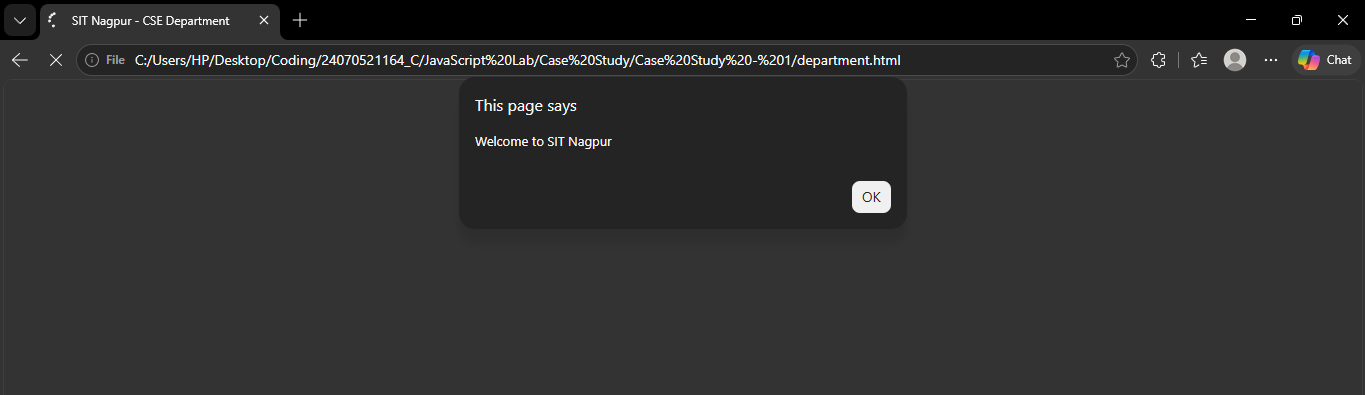 SIT Nagpur - CSE Department
File C:/Users/HP/Desktop/Coding/24070521164_C/JavaScript%20Lab/Case%20Study/Case%20Study%20-%201/department.html
Chat
This page says
Welcome to SIT Nagpur
OK